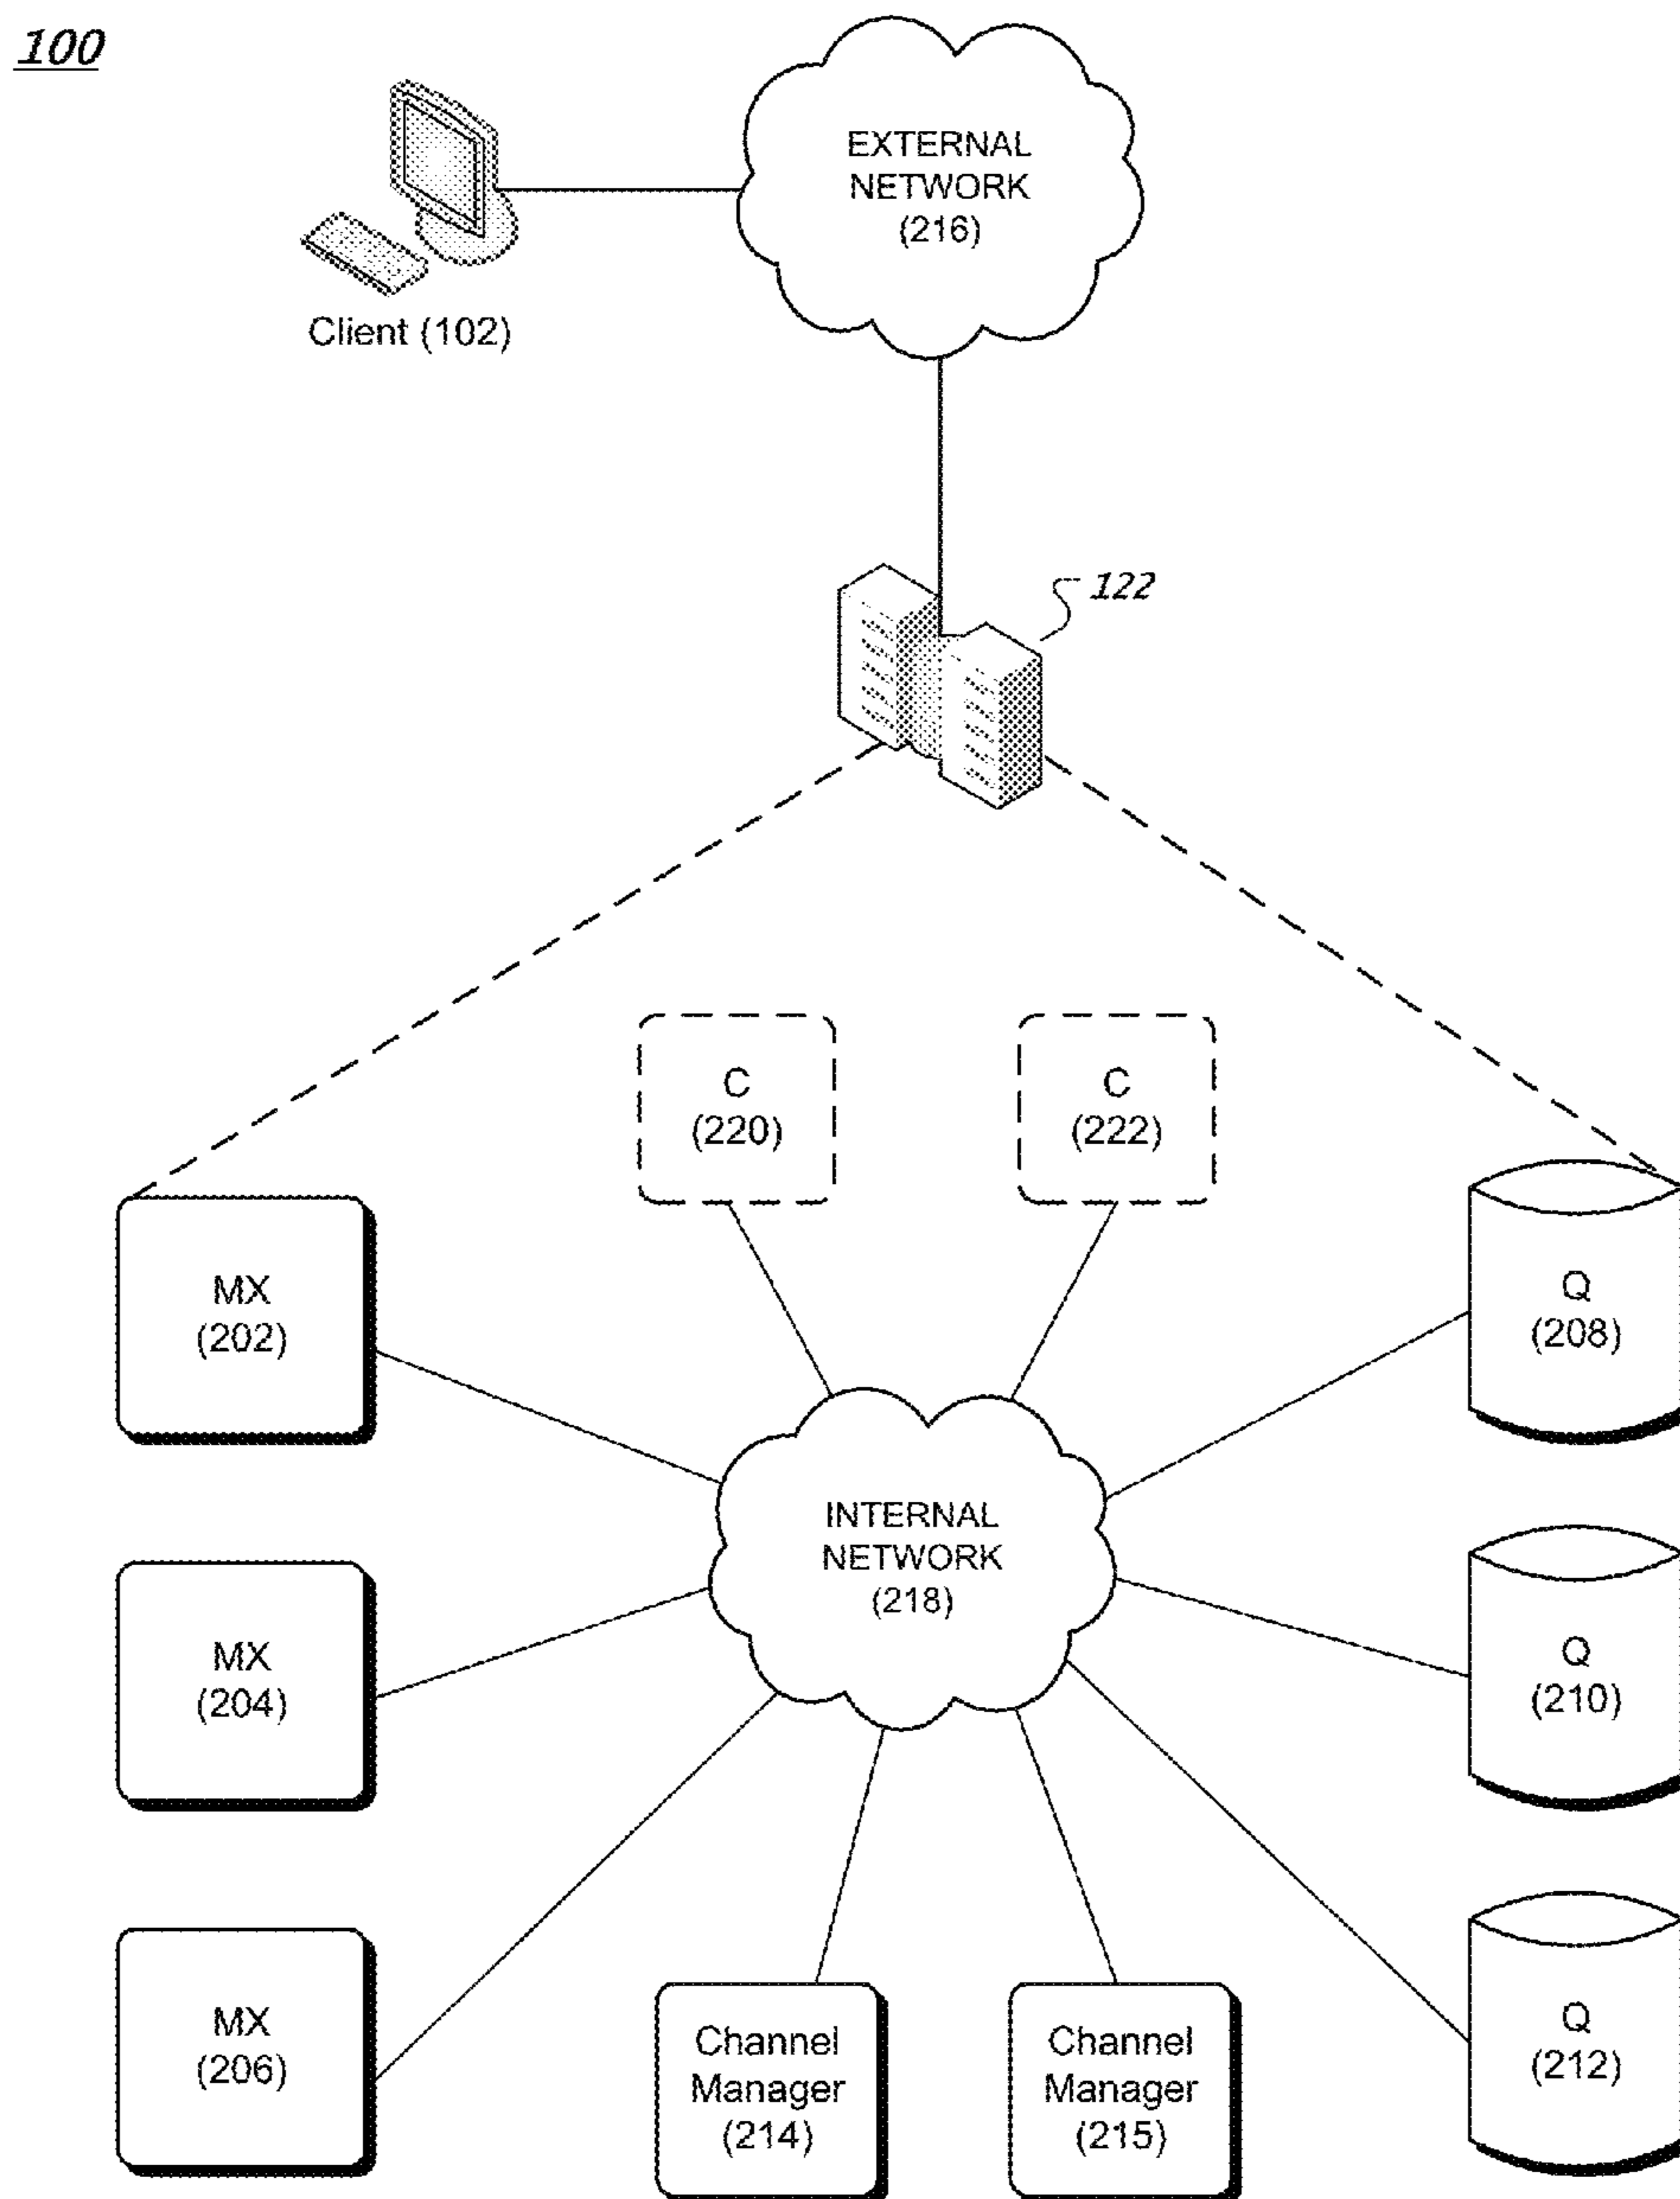 100
EXTERNAL
NETWORK
(216)
Client (102)
122
C
(220)
C
(222)
MX
(202)
Q
(208)
INTERNAL
NETWORK
(218)
MX
(204)
Q
(210)
MX
(206)
Channel
Manager
(214)
Channel
Manager
(215)
Q
(212)